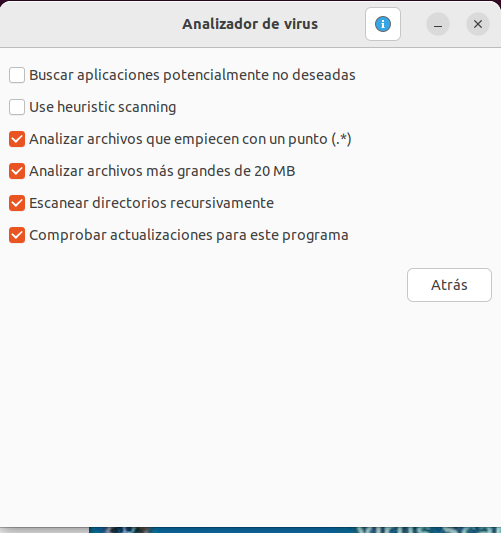 Analizador de virus
Buscar aplicaciones potencialmente no deseadas
Use heuristic scanning
Analizar archivos que empiecen con un punto (.*)
Analizar archivos más grandes de 20 MB
Escanear directorios recursivamente
Comprobar actualizaciones para este programa
Atrás